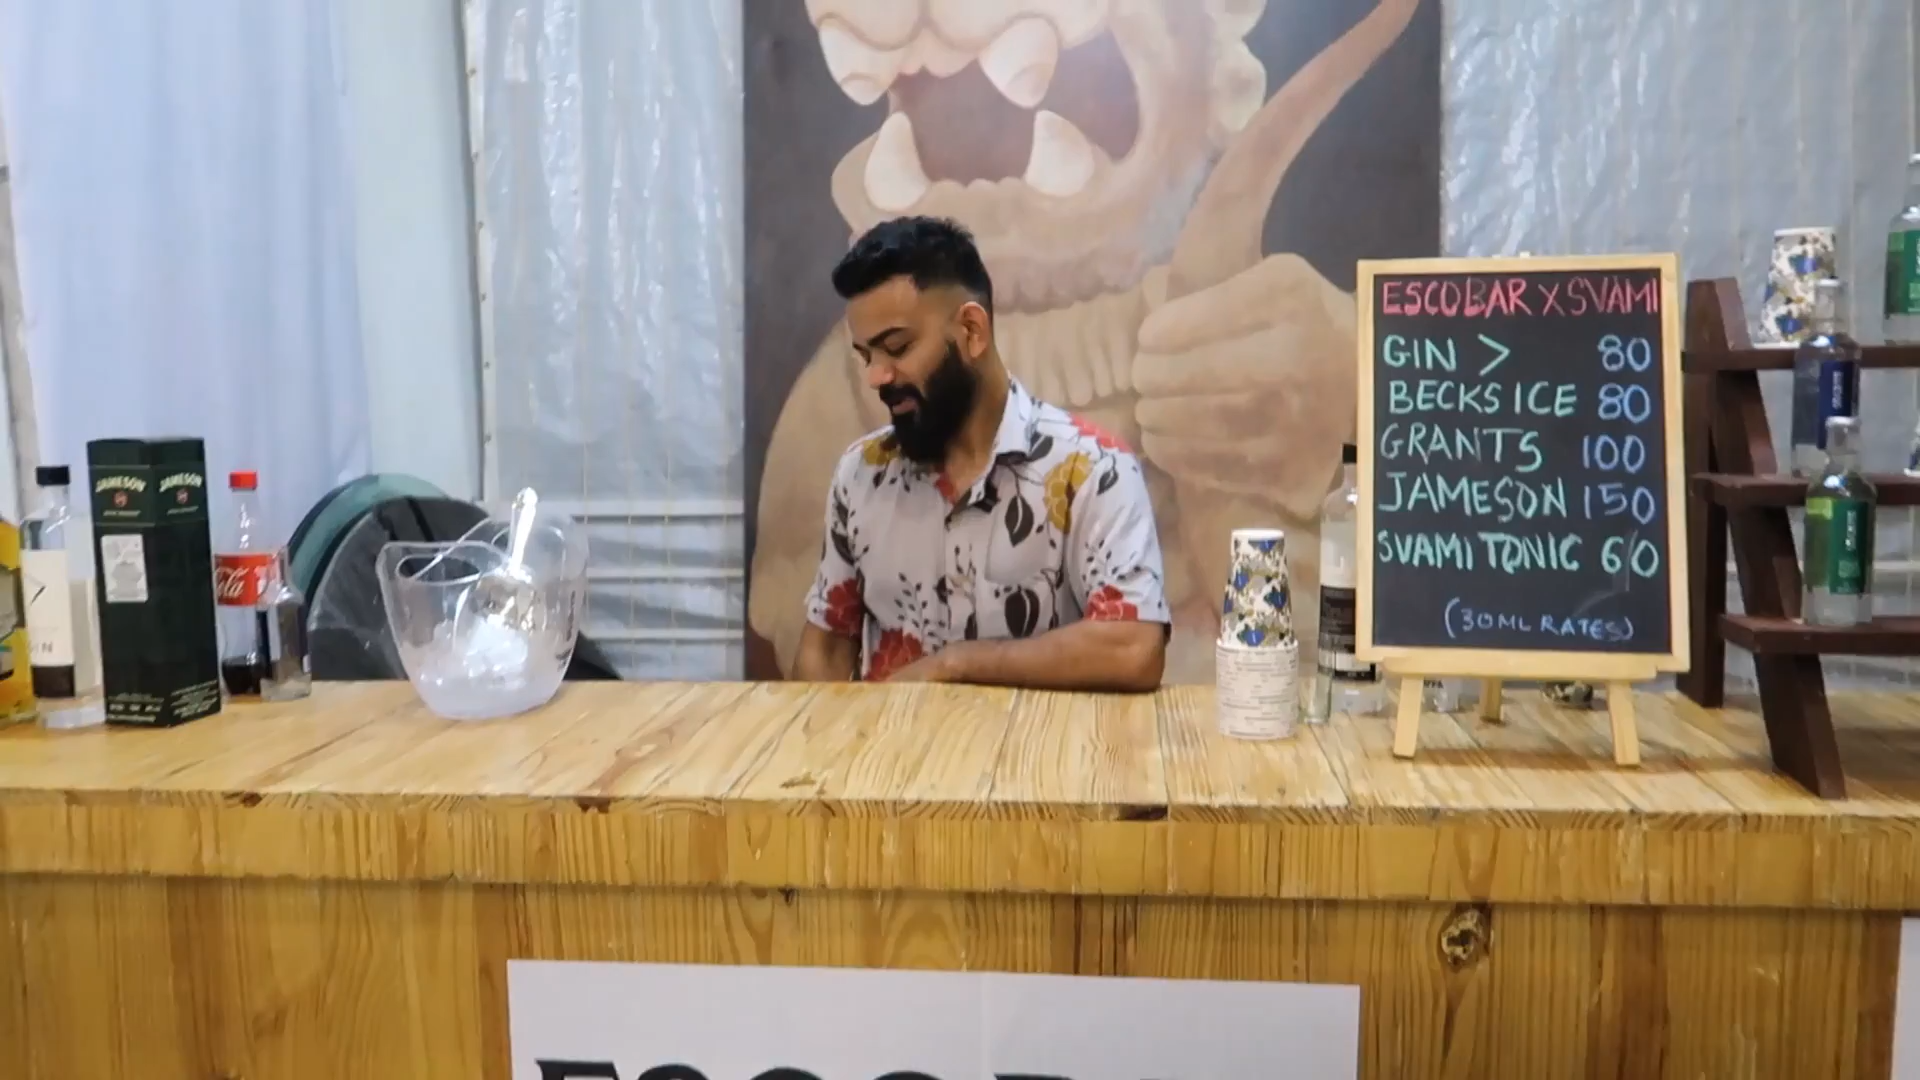 ESCOBAR X SVAMI
GIN > 80
BECKS ICE 80
GRANTS 100
JAMESON 150
SVAMI TONIC 60
(30ML RATES)
JAMESON JAMESON
Cola
GIN